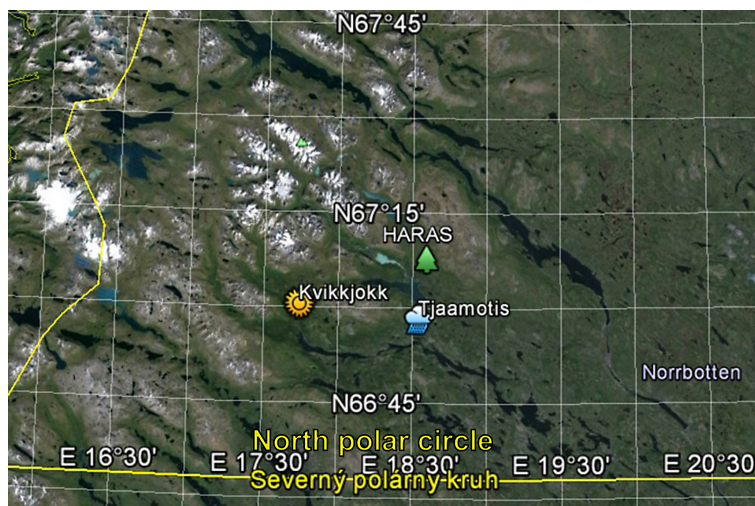 N67°45'
N67°15'
HARAS
Kvikkjokk
Tjaamotis
Norrbotten
N66°45'
North polar circle
E 16°30' E 17°30' E 18°30' E 19°30' E 20°30'
Severný polárny kruh